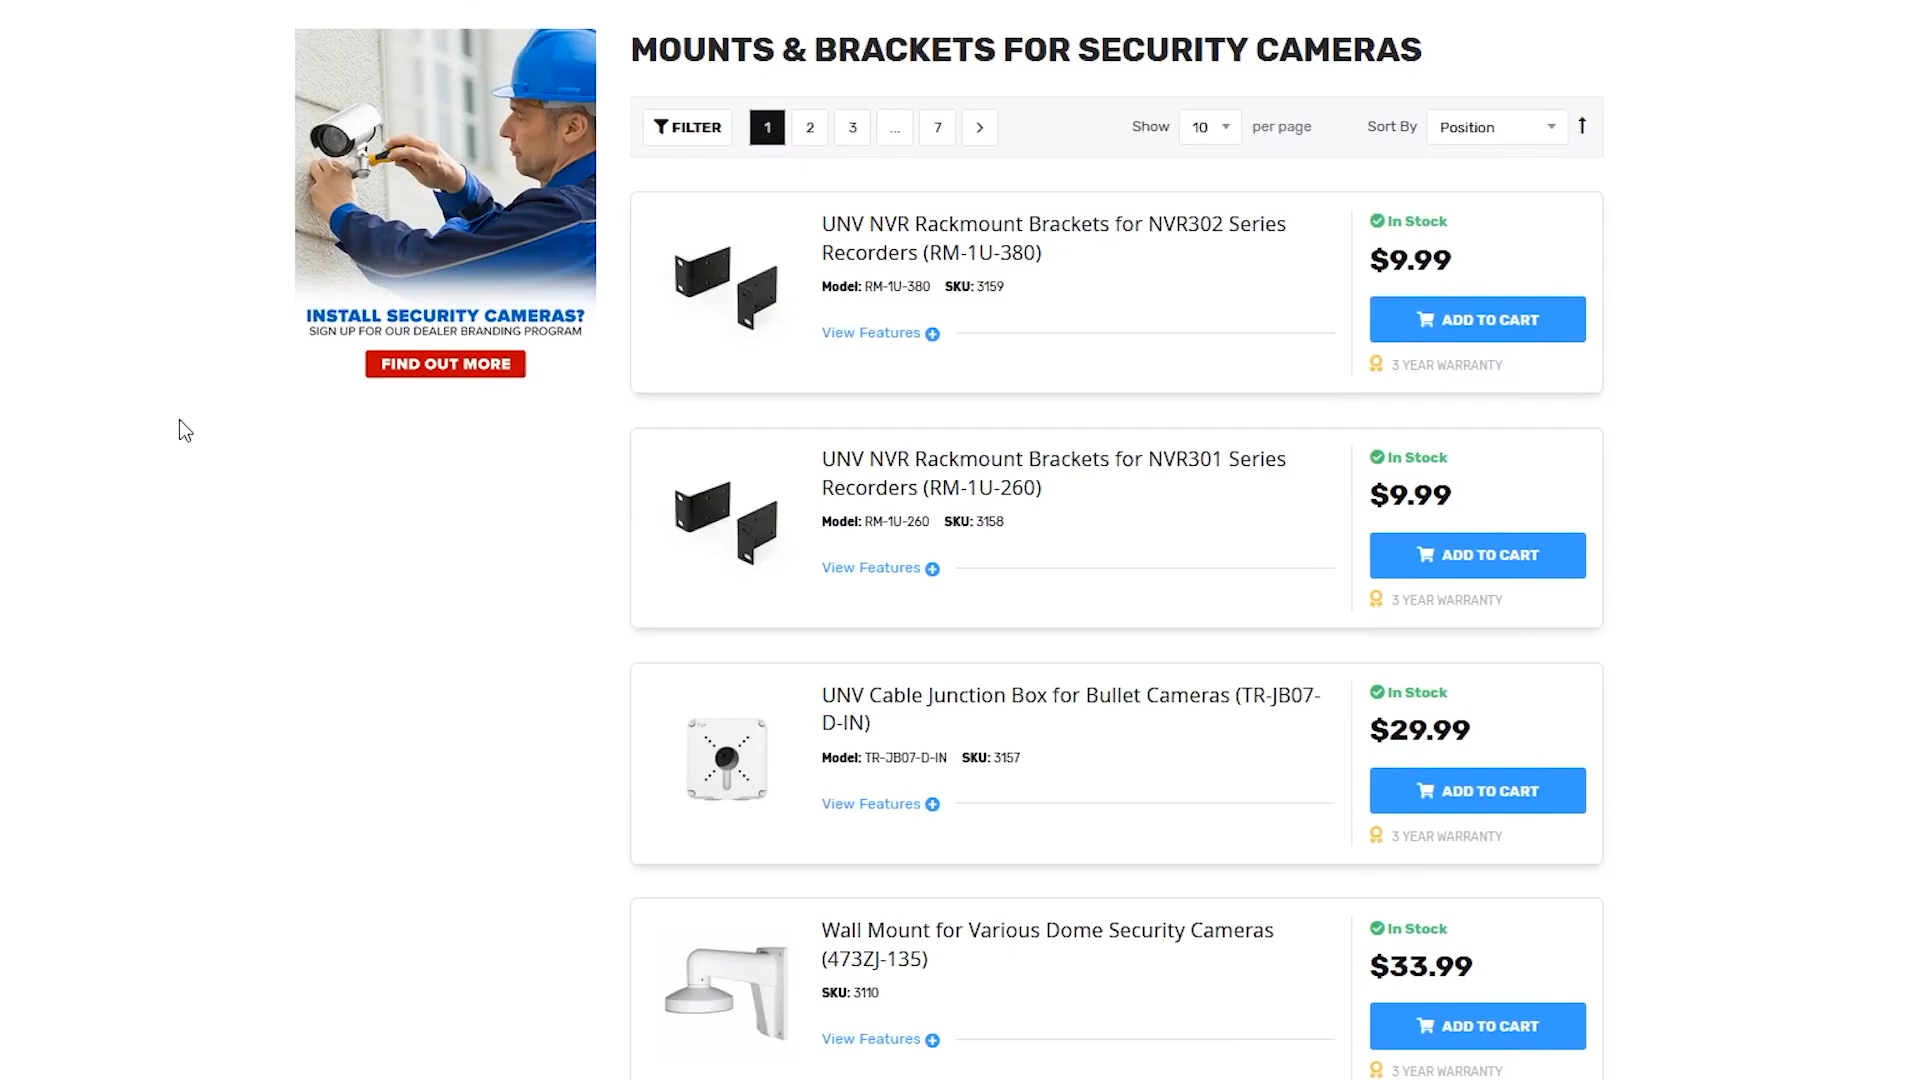 MOUNTS & BRACKETS FOR SECURITY CAMERAS
FILTER 1 2 3 ... 7 Show 10 per page Sort By Position
INSTALL SECURITY CAMERAS?
SIGN UP FOR OUR DEALER BRANDING PROGRAM
FIND OUT MORE
UNV NVR Rackmount Brackets for NVR302 Series
Recorders (RM-1U-380)
Model: RM-1U-380 SKU: 3159
View Features
In Stock
$9.99
ADD TO CART
3 YEAR WARRANTY
UNV NVR Rackmount Brackets for NVR301 Series
Recorders (RM-1U-260)
Model: RM-1U-260 SKU: 3158
View Features
In Stock
$9.99
ADD TO CART
3 YEAR WARRANTY
UNV Cable Junction Box for Bullet Cameras (TR-JB07-
D-IN)
Model: TR-JB07-D-IN SKU: 3157
View Features
In Stock
$29.99
ADD TO CART
3 YEAR WARRANTY
Wall Mount for Various Dome Security Cameras
(473ZJ-135)
SKU: 3110
View Features
In Stock
$33.99
ADD TO CART
3 YEAR WARRANTY